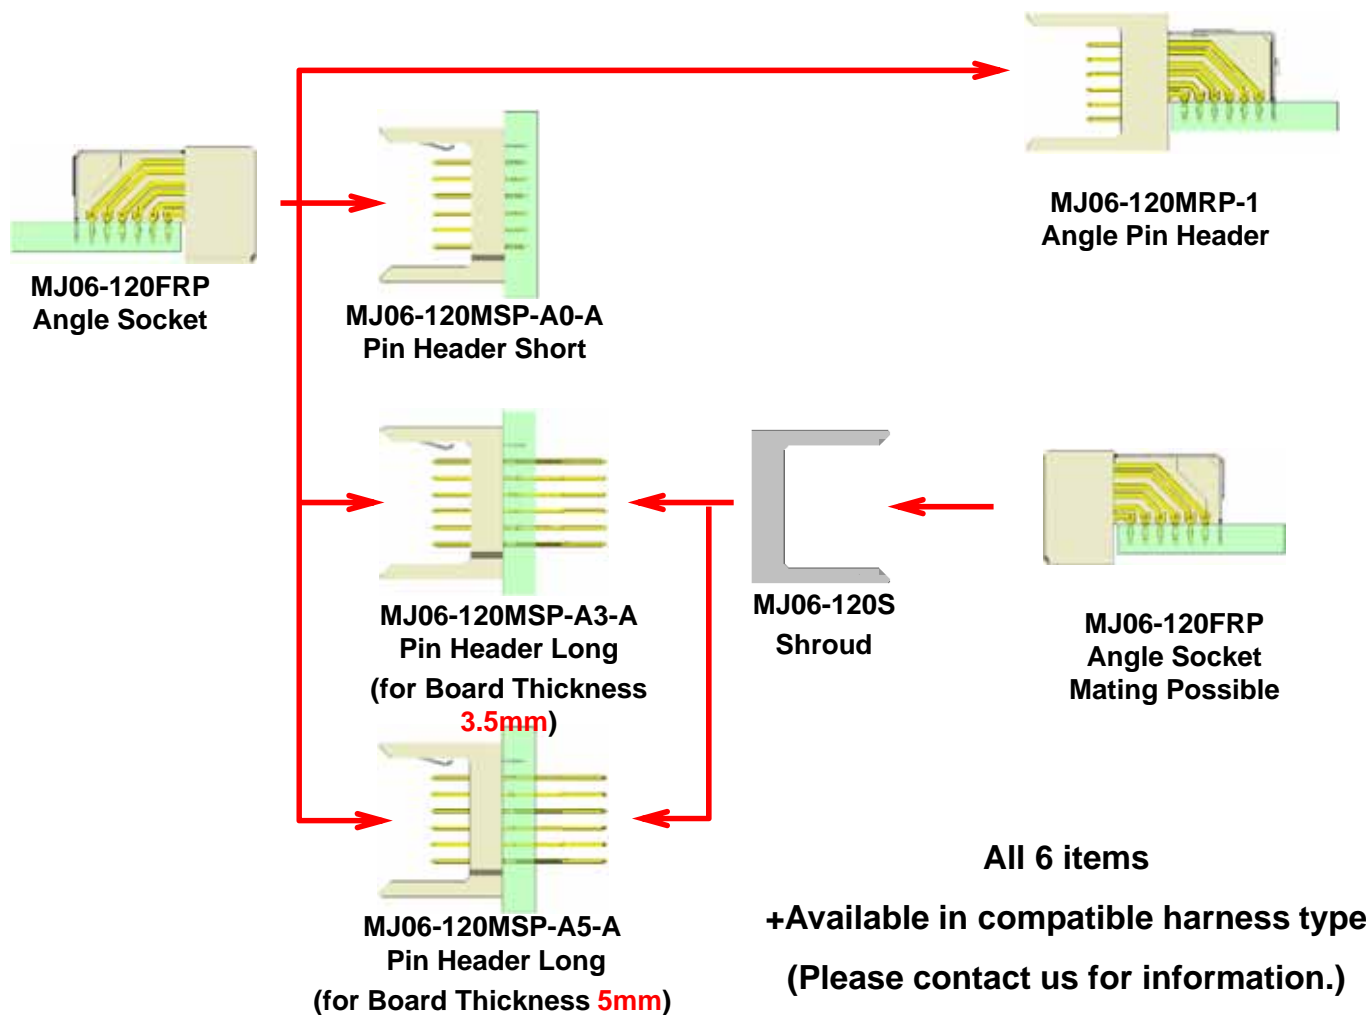 MJ06-120MRP-1
Angle Pin Header
MJ06-120FRP
Angle Socket
MJ06-120MSP-A0-A
Pin Header Short
MJ06-120MSP-A3-A
Pin Header Long
(for Board Thickness
3.5mm)
MJ06-120S
Shroud
MJ06-120FRP
Angle Socket
Mating Possible
MJ06-120MSP-A5-A
Pin Header Long
(for Board Thickness 5mm)
All 6 items
+Available in compatible harness type
(Please contact us for information.)